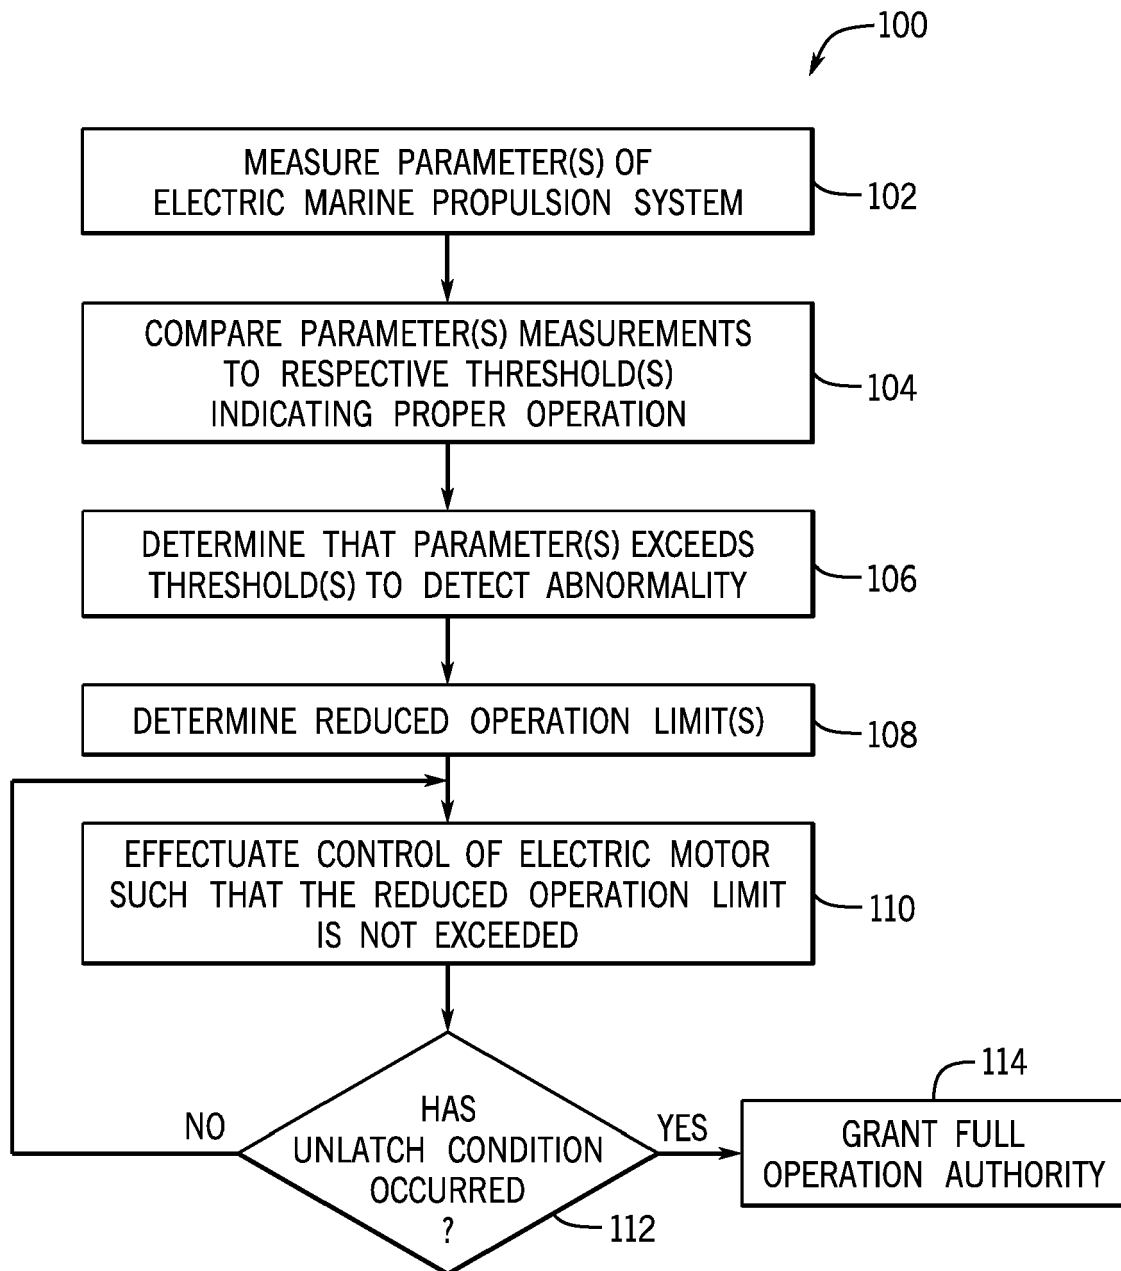 100
MEASURE PARAMETER(S) OF
ELECTRIC MARINE PROPULSION SYSTEM
102
COMPARE PARAMETER(S) MEASUREMENTS
TO RESPECTIVE THRESHOLD(S)
INDICATING PROPER OPERATION
104
DETERMINE THAT PARAMETER(S) EXCEEDS
THRESHOLD(S) TO DETECT ABNORMALITY
106
DETERMINE REDUCED OPERATION LIMIT(S)
108
EFFECTUATE CONTROL OF ELECTRIC MOTOR
SUCH THAT THE REDUCED OPERATION LIMIT
IS NOT EXCEEDED
110
HAS
UNLATCH CONDITION
OCCURRED
?
112
NO
YES
GRANT FULL
OPERATION AUTHORITY
114